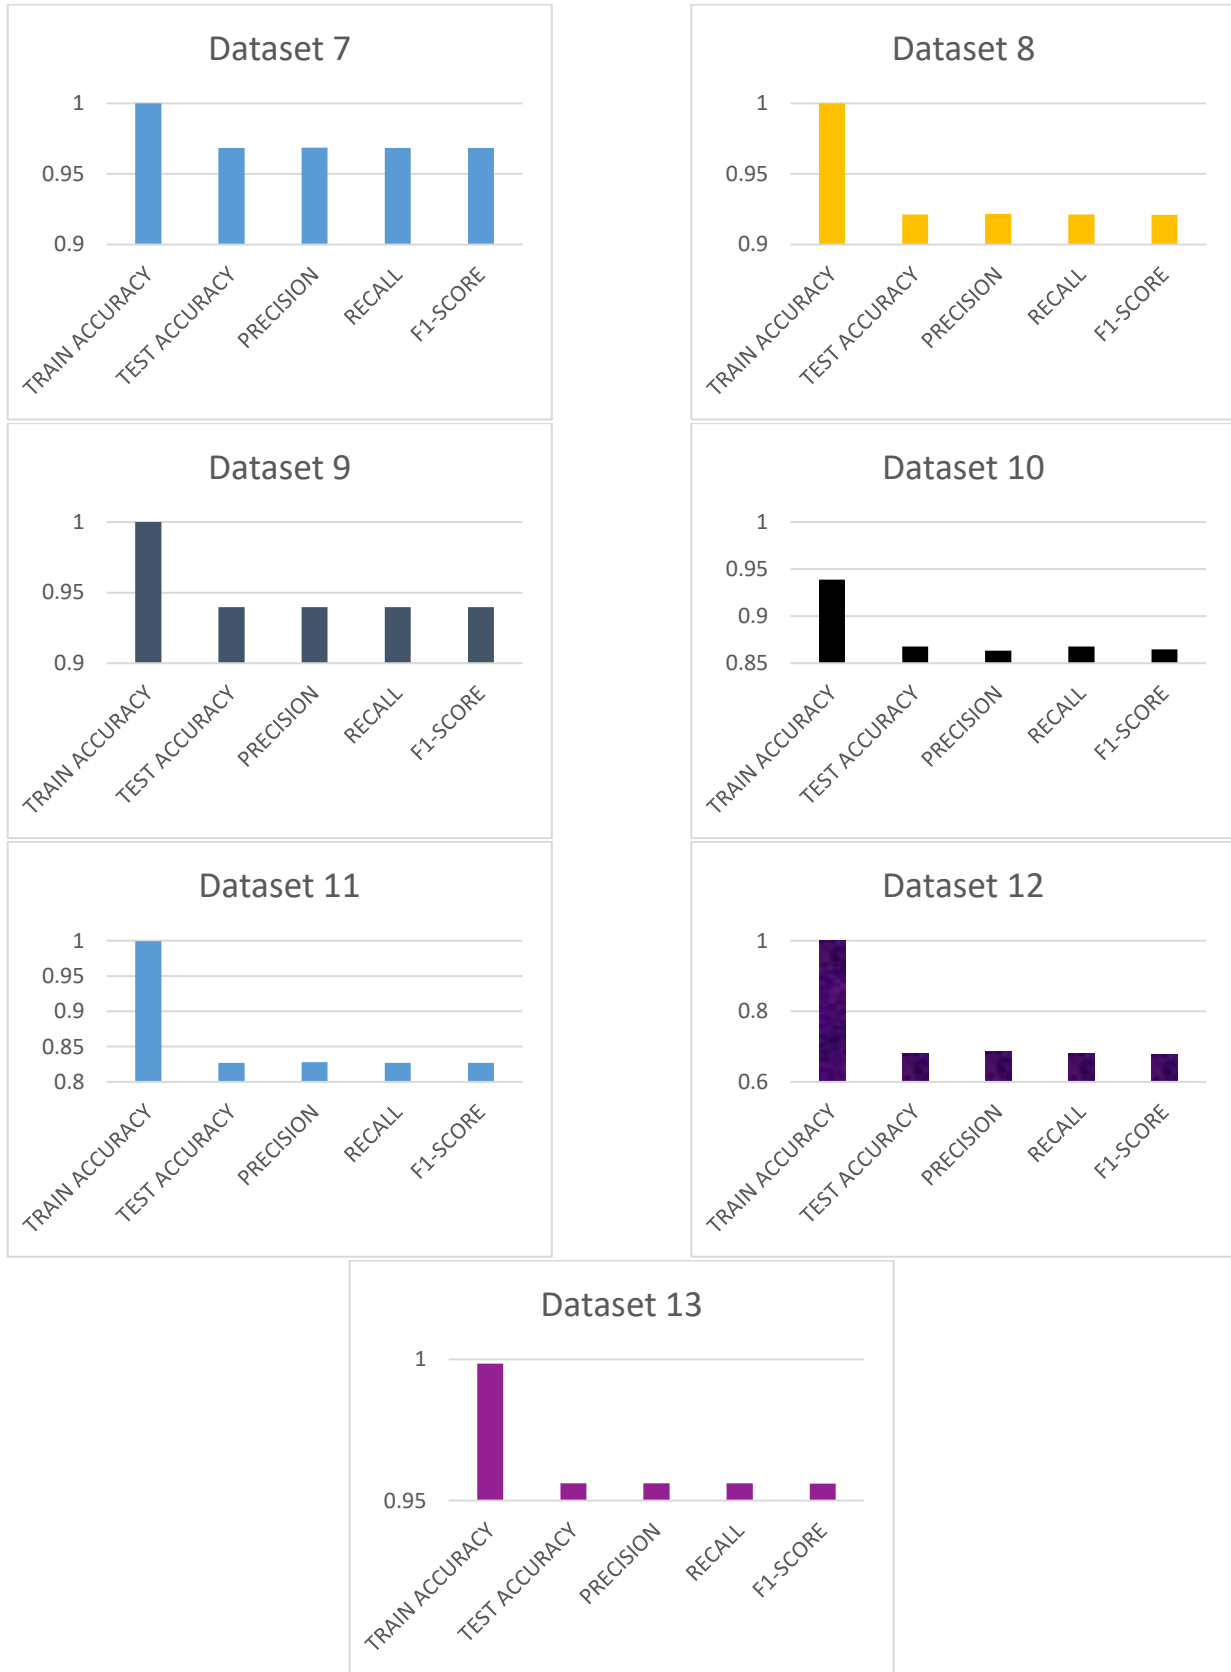 Dataset 7
1
0.95
0.9
TRAIN ACCURACY
TEST ACCURACY
PRECISION
RECALL
F1-SCORE
Dataset 8
1
0.95
0.9
TRAIN ACCURACY
TEST ACCURACY
PRECISION
RECALL
F1-SCORE
Dataset 9
1
0.95
0.9
TRAIN ACCURACY
TEST ACCURACY
PRECISION
RECALL
F1-SCORE
Dataset 10
1
0.95
0.9
0.85
TRAIN ACCURACY
TEST ACCURACY
PRECISION
RECALL
F1-SCORE
Dataset 11
1
0.95
0.9
0.85
0.8
TRAIN ACCURACY
TEST ACCURACY
PRECISION
RECALL
F1-SCORE
Dataset 12
1
0.8
0.6
TRAIN ACCURACY
TEST ACCURACY
PRECISION
RECALL
F1-SCORE
Dataset 13
1
0.95
TRAIN ACCURACY
TEST ACCURACY
PRECISION
RECALL
F1-SCORE